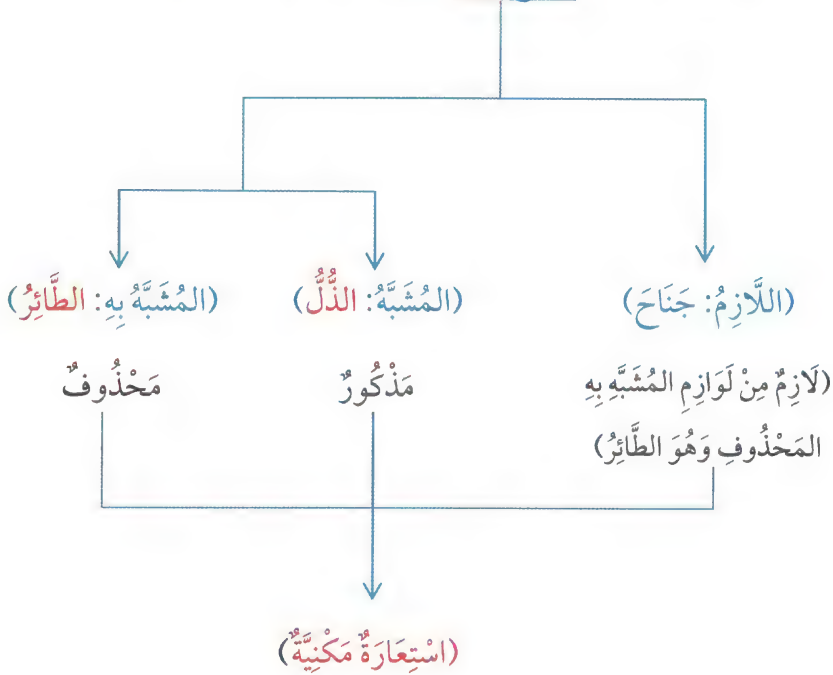 (اللَّازِمُ: جَنَاحَ)
(المُشَبَّهُ: الذُّلُّ)
(المُشَبَّهُ بِهِ: الطَّائِرُ)
(لَازِمٌ مِنْ لَوَازِمِ المُشَبَّهِ بِهِ
المَحْذُوفِ وَهُوَ الطَّائِرُ)
مَذْكُورٌ
مَحْذُوفٌ
(اسْتِعَارَةٌ مَكْنِيَّةٌ)